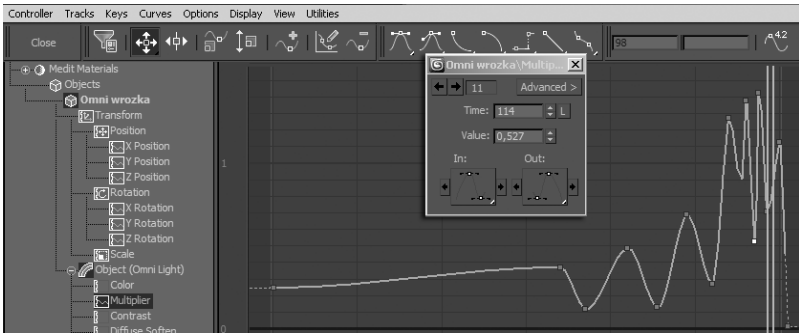 Controller Tracks Keys Curves Options Display View Utilities
Close
98
4.2
Medit Materials
Objects
Omni wrozka
Transform
Position
X Position
Y Position
Z Position
Rotation
X Rotation
Y Rotation
Z Rotation
Scale
Object (Omni Light)
Color
Multiplier
Contrast
Diffuse Soften
Omni wrozka\Multip...
11
Advanced >
Time: 114 L
Value: 0,527
In: Out:
1
0